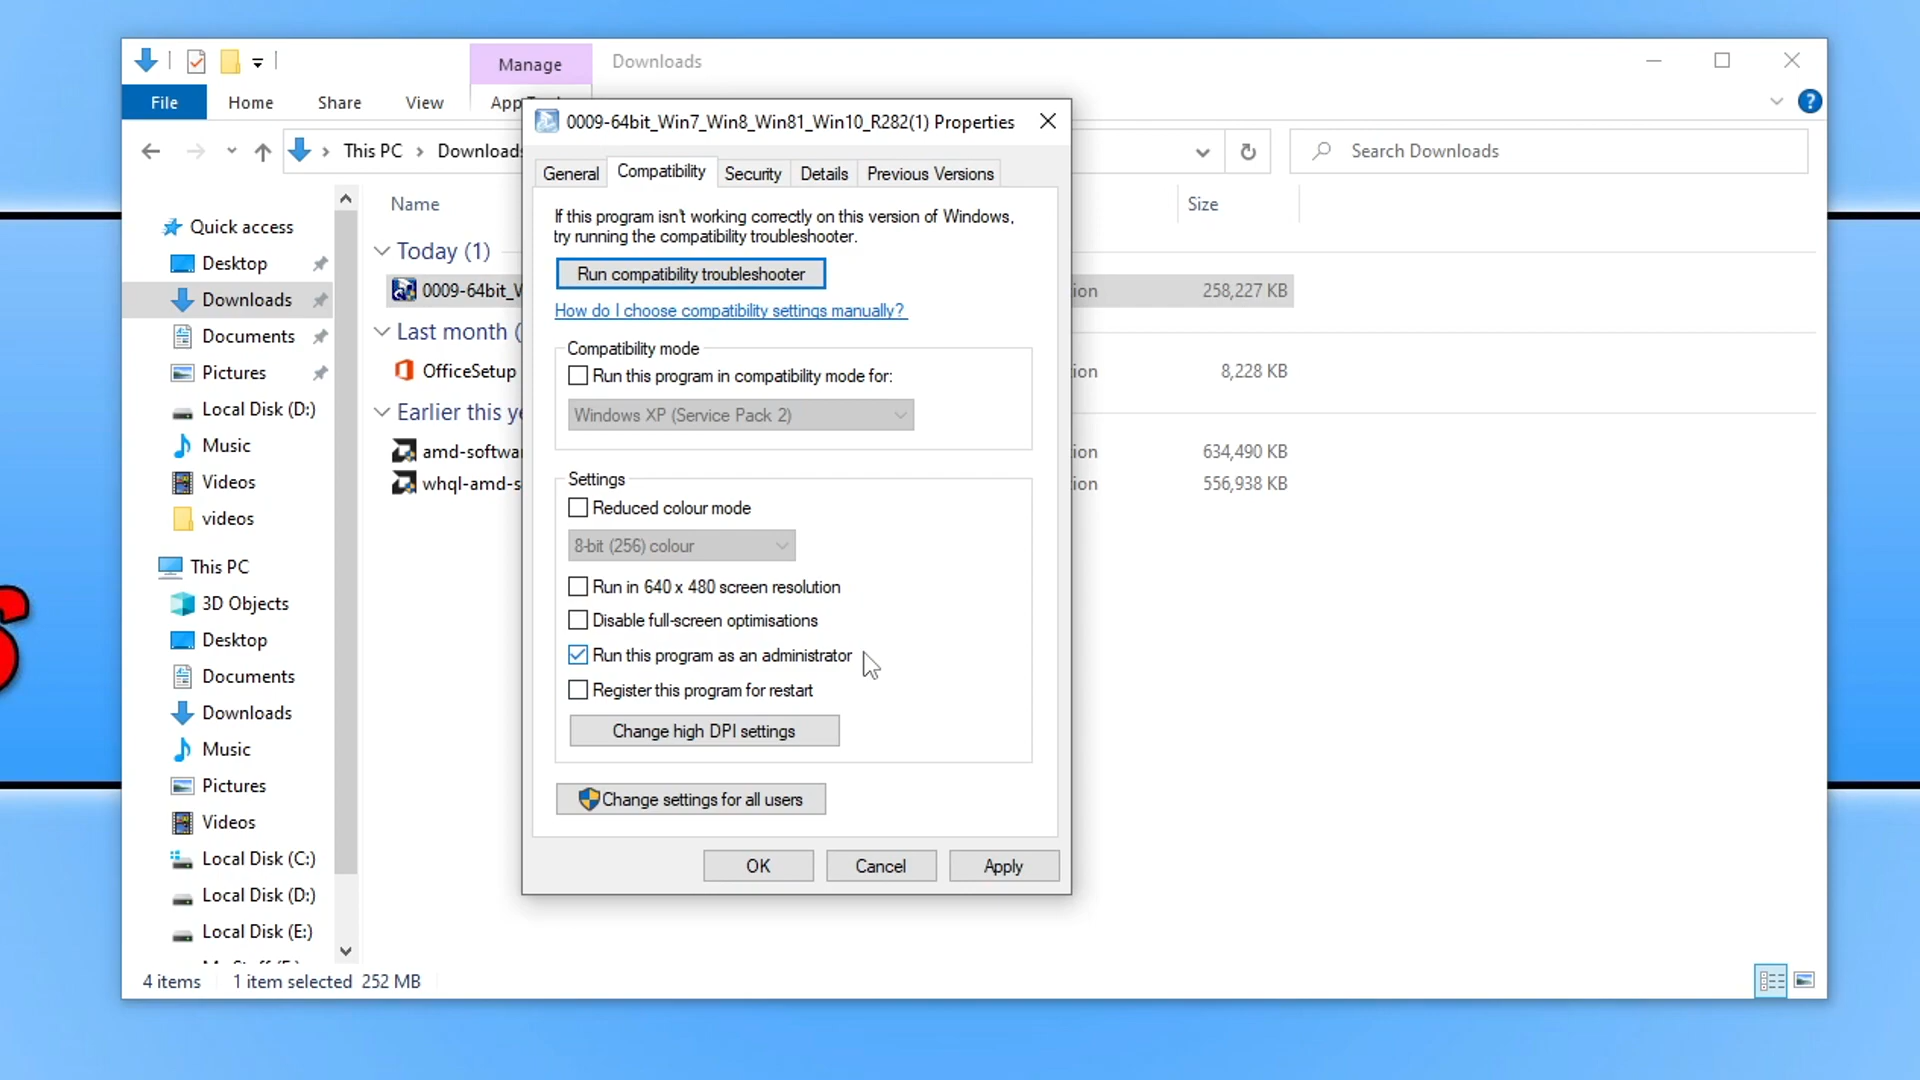 Manage
Downloads
File
Home
Share
View
This PC
Downloads
Search Downloads
Quick access
Desktop
Downloads
Documents
Pictures
Local Disk (D:)
Music
Videos
videos
This PC
3D Objects
Desktop
Documents
Downloads
Music
Pictures
Videos
Local Disk (C:)
Local Disk (D:)
Local Disk (E:)
Name
Size
Today (1)
0009-64bit_W
258,227 KB
Last month (
OfficeSetup
8,228 KB
Earlier this ye
amd-softwa
634,490 KB
whql-amd-s
556,938 KB
4 items
1 item selected 252 MB
0009-64bit_Win7_Win8_Win81_Win10_R282(1) Properties
General
Compatibility
Security
Details
Previous Versions
If this program isn't working correctly on this version of Windows,
try running the compatibility troubleshooter.
Run compatibility troubleshooter
How do I choose compatibility settings manually?
Compatibility mode
Run this program in compatibility mode for:
Windows XP (Service Pack 2)
Settings
Reduced colour mode
8-bit (256) colour
Run in 640 x 480 screen resolution
Disable full-screen optimisations
Run this program as an administrator
Register this program for restart
Change high DPI settings
Change settings for all users
OK
Cancel
Apply